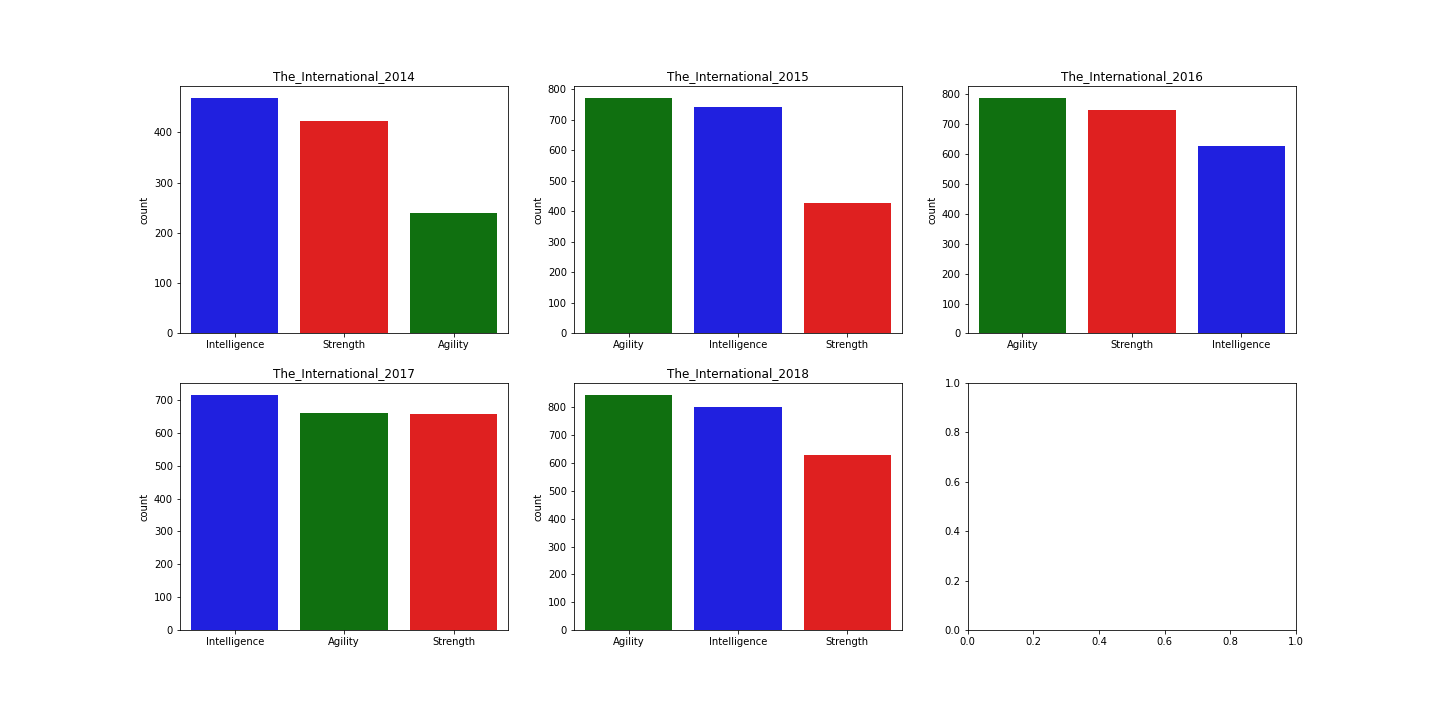 The_International_2014
400
300
200
100
0
count
Intelligence Strength Agility
The_International_2015
800
700
600
500
400
300
200
100
0
count
Agility Intelligence Strength
The_International_2016
800
700
600
500
400
300
200
100
0
count
Agility Strength Intelligence
The_International_2017
700
600
500
400
300
200
100
0
count
Intelligence Agility Strength
The_International_2018
800
700
600
500
400
300
200
100
0
count
Agility Intelligence Strength
1.0
0.8
0.6
0.4
0.2
0.0
0.0 0.2 0.4 0.6 0.8 1.0